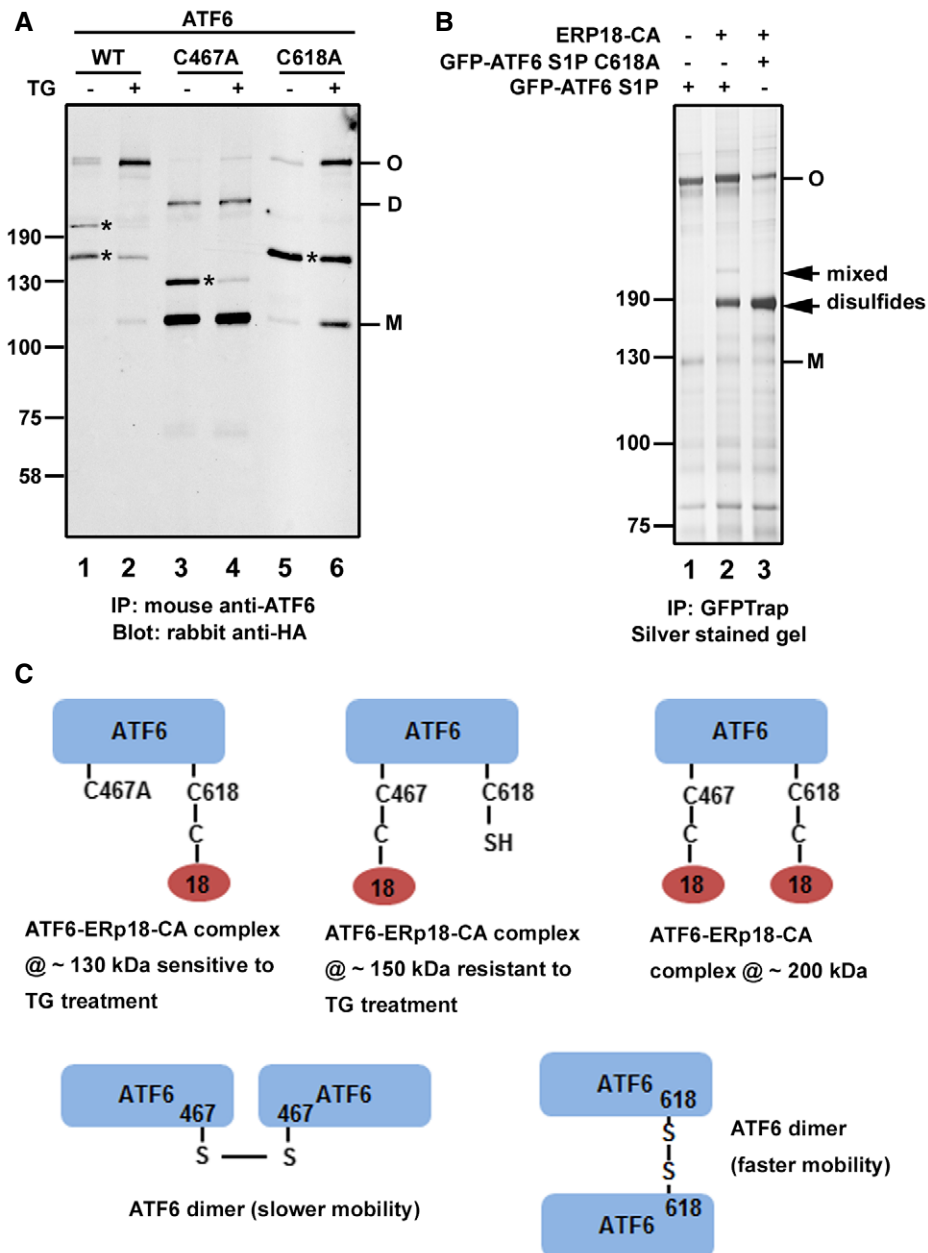 A
ATF6
WT C467A C618A
TG - + - + - +
O
D
190 * *
* *
130 *
M
100
75
58
1 2 3 4 5 6
IP: mouse anti-ATF6
Blot: rabbit anti-HA
B
ERP18-CA - + +
GFP-ATF6 S1P C618A - - +
GFP-ATF6 S1P + + -
O
mixed
190 disulfides
130 M
100
75
1 2 3
IP: GFPTrap
Silver stained gel
C
ATF6
C467A C618
C
18
ATF6-ERp18-CA complex
@ ~ 130 kDa sensitive to
TG treatment
ATF6
C467 C618
C SH
18
ATF6-ERp18-CA complex
@ ~ 150 kDa resistant to
TG treatment
ATF6
C467 C618
C C
18 18
ATF6-ERp18-CA
complex @ ~ 200 kDa
ATF6 ATF6
467 467
S S
ATF6 dimer (slower mobility)
ATF6
618
S
S
618
ATF6
ATF6 dimer
(faster mobility)